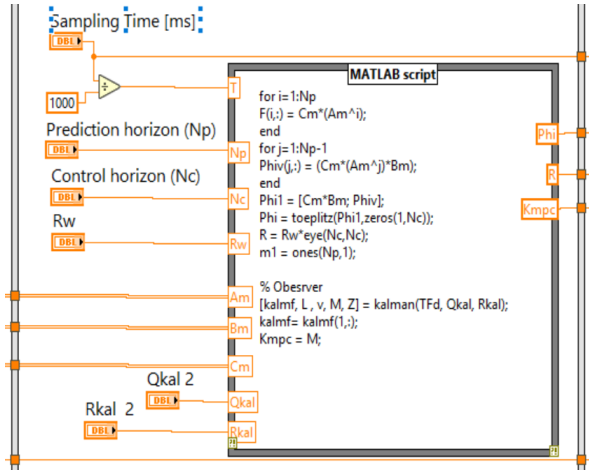 Sampling Time [ms]
DBL
1000
÷
MATLAB script
T
for i=1:Np
F(i,:) = Cm*(Am^i);
end
for j=1:Np-1
Phiv(j,:) = (Cm*(Am^j)*Bm);
end
Phi1 = [Cm*Bm; Phiv];
Phi = toeplitz(Phi1,zeros(1,Nc));
R = Rw*eye(Nc,Nc);
m1 = ones(Np,1);
% Obesrver
[kalmf, L , v, M, Z] = kalman(TFd, Qkal, Rkal);
kalmf= kalmf(1,:);
Kmpc = M;
Prediction horizon (Np)
DBL
Np
Control horizon (Nc)
DBL
Nc
Rw
DBL
Rw
Am
Bm
Cm
Qkal 2
DBL
Qkal
Rkal 2
DBL
Rkal
Phi
R
Kmpc